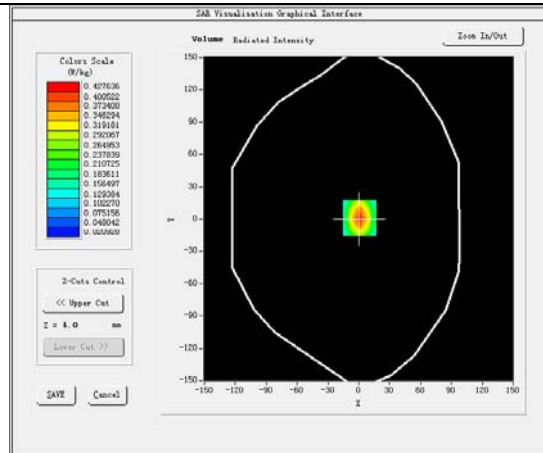 SAR Visualisation Graphical Interface
Volume Radiated Intensity
Zoom In/Out
Colors Scale
(W/kg)
0.427636
0.400522
0.373408
0.346294
0.319181
0.292067
0.264953
0.237839
0.210725
0.183611
0.156497
0.129384
0.102270
0.075156
0.048042
0.020928
Z-Cuts Control
<< Upper Cut
Z = 4.0 mm
Lower Cut >>
SAVE Cancel
150
120
90
60
30
0
-30
-60
-90
-120
-150
Y
-150 -120 -90 -60 -30 0 30 60 90 120 150
X